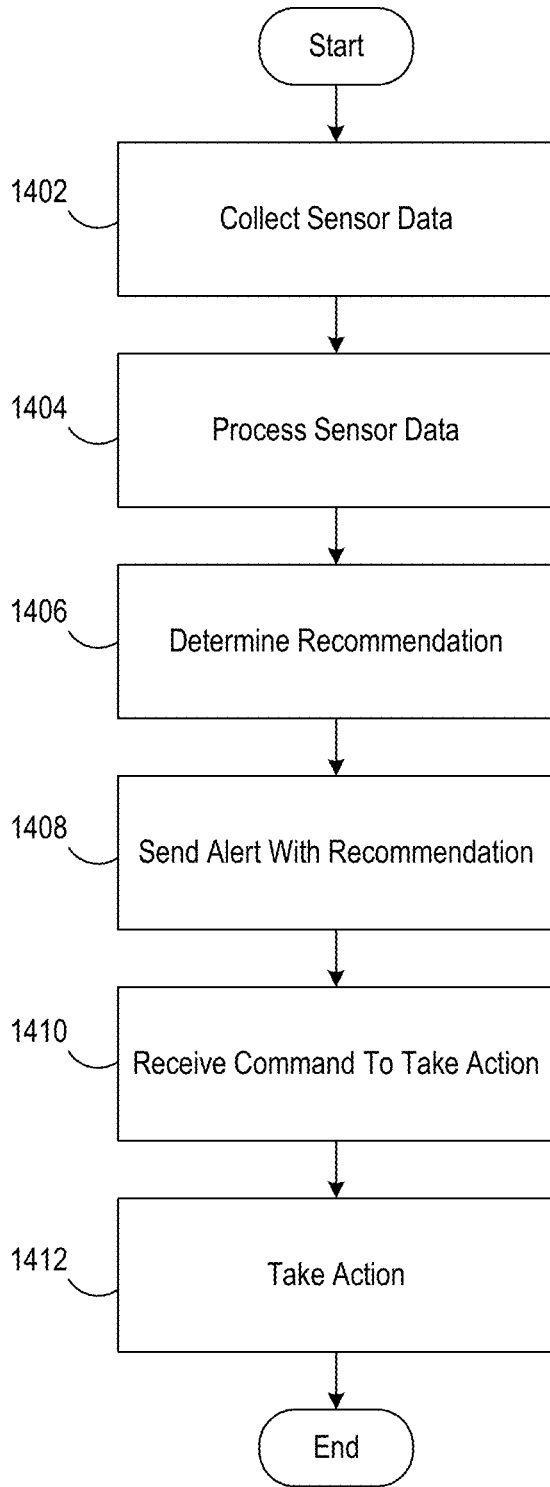 Start
1402
Collect Sensor Data
1404
Process Sensor Data
1406
Determine Recommendation
1408
Send Alert With Recommendation
1410
Receive Command To Take Action
1412
Take Action
End